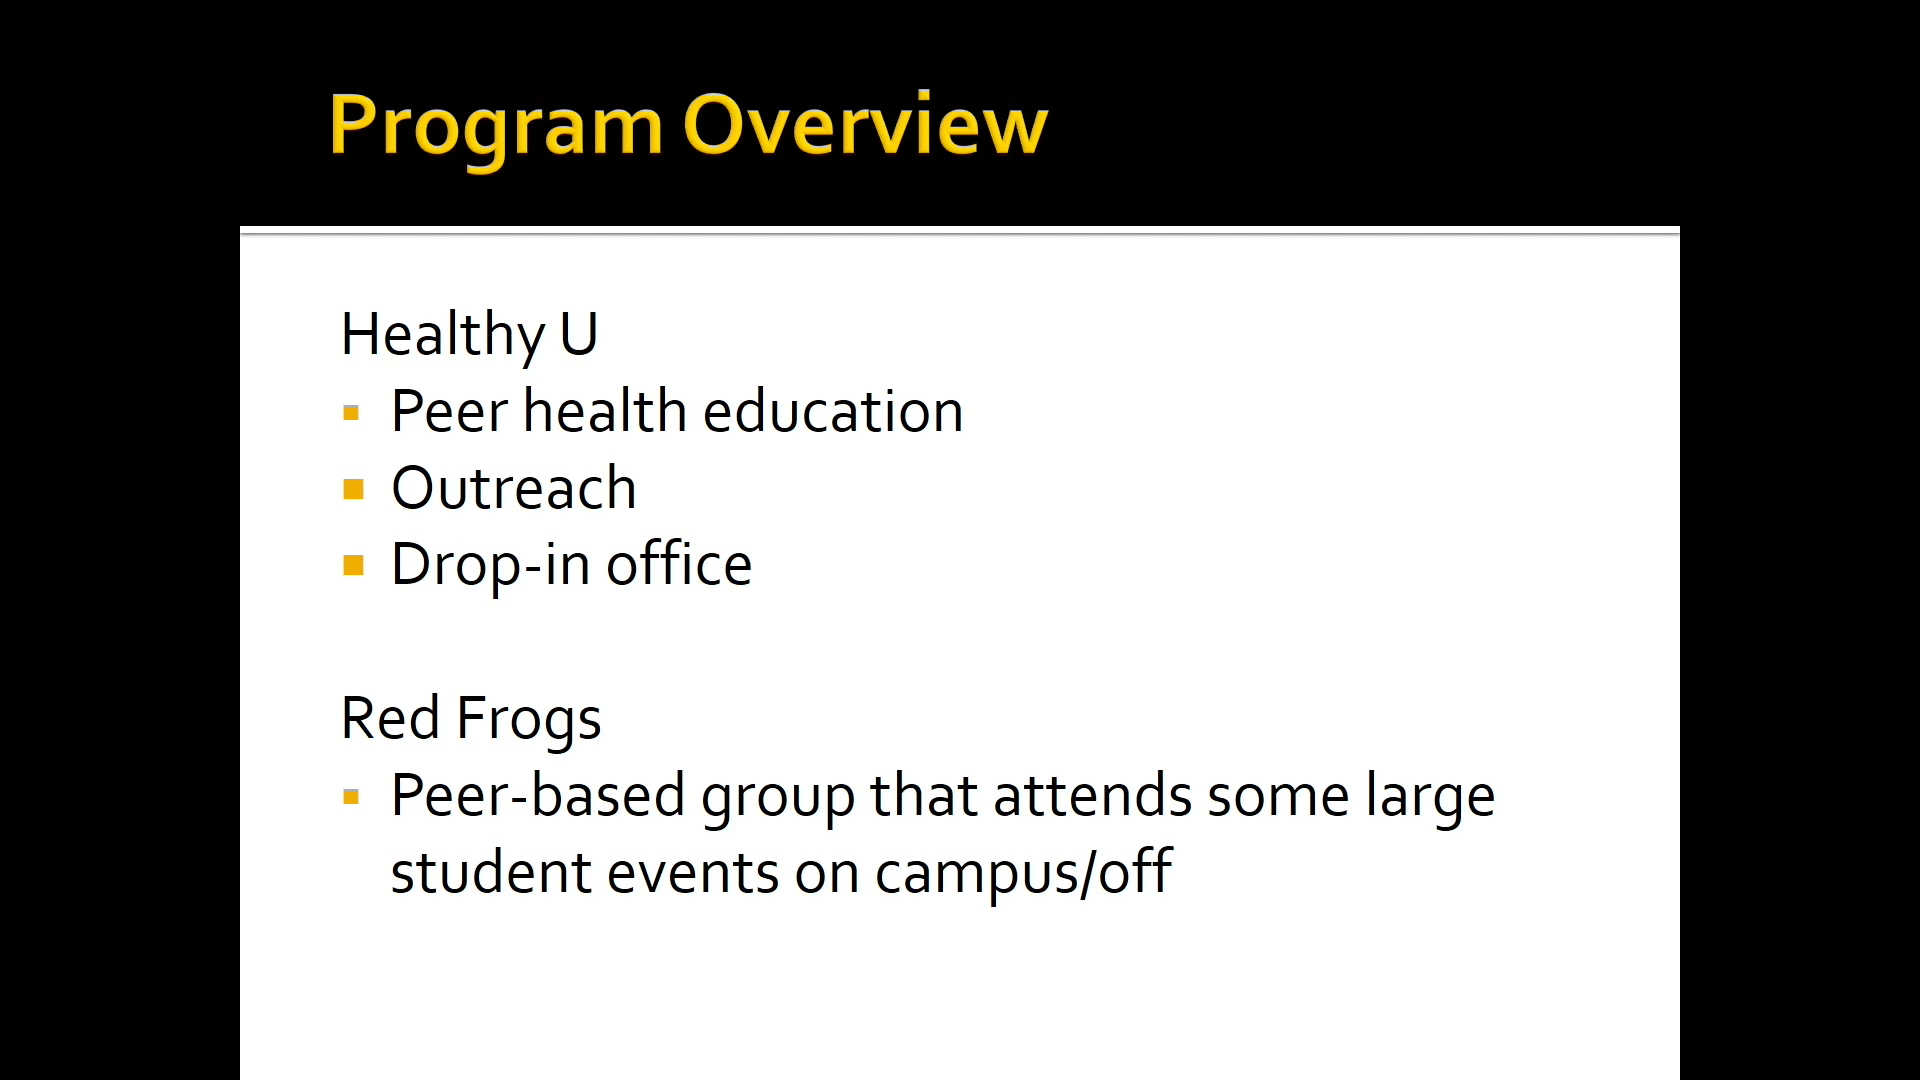 Program Overview
Healthy U
▪ Peer health education
▪ Outreach
▪ Drop-in office
Red Frogs
▪ Peer-based group that attends some large
student events on campus/off